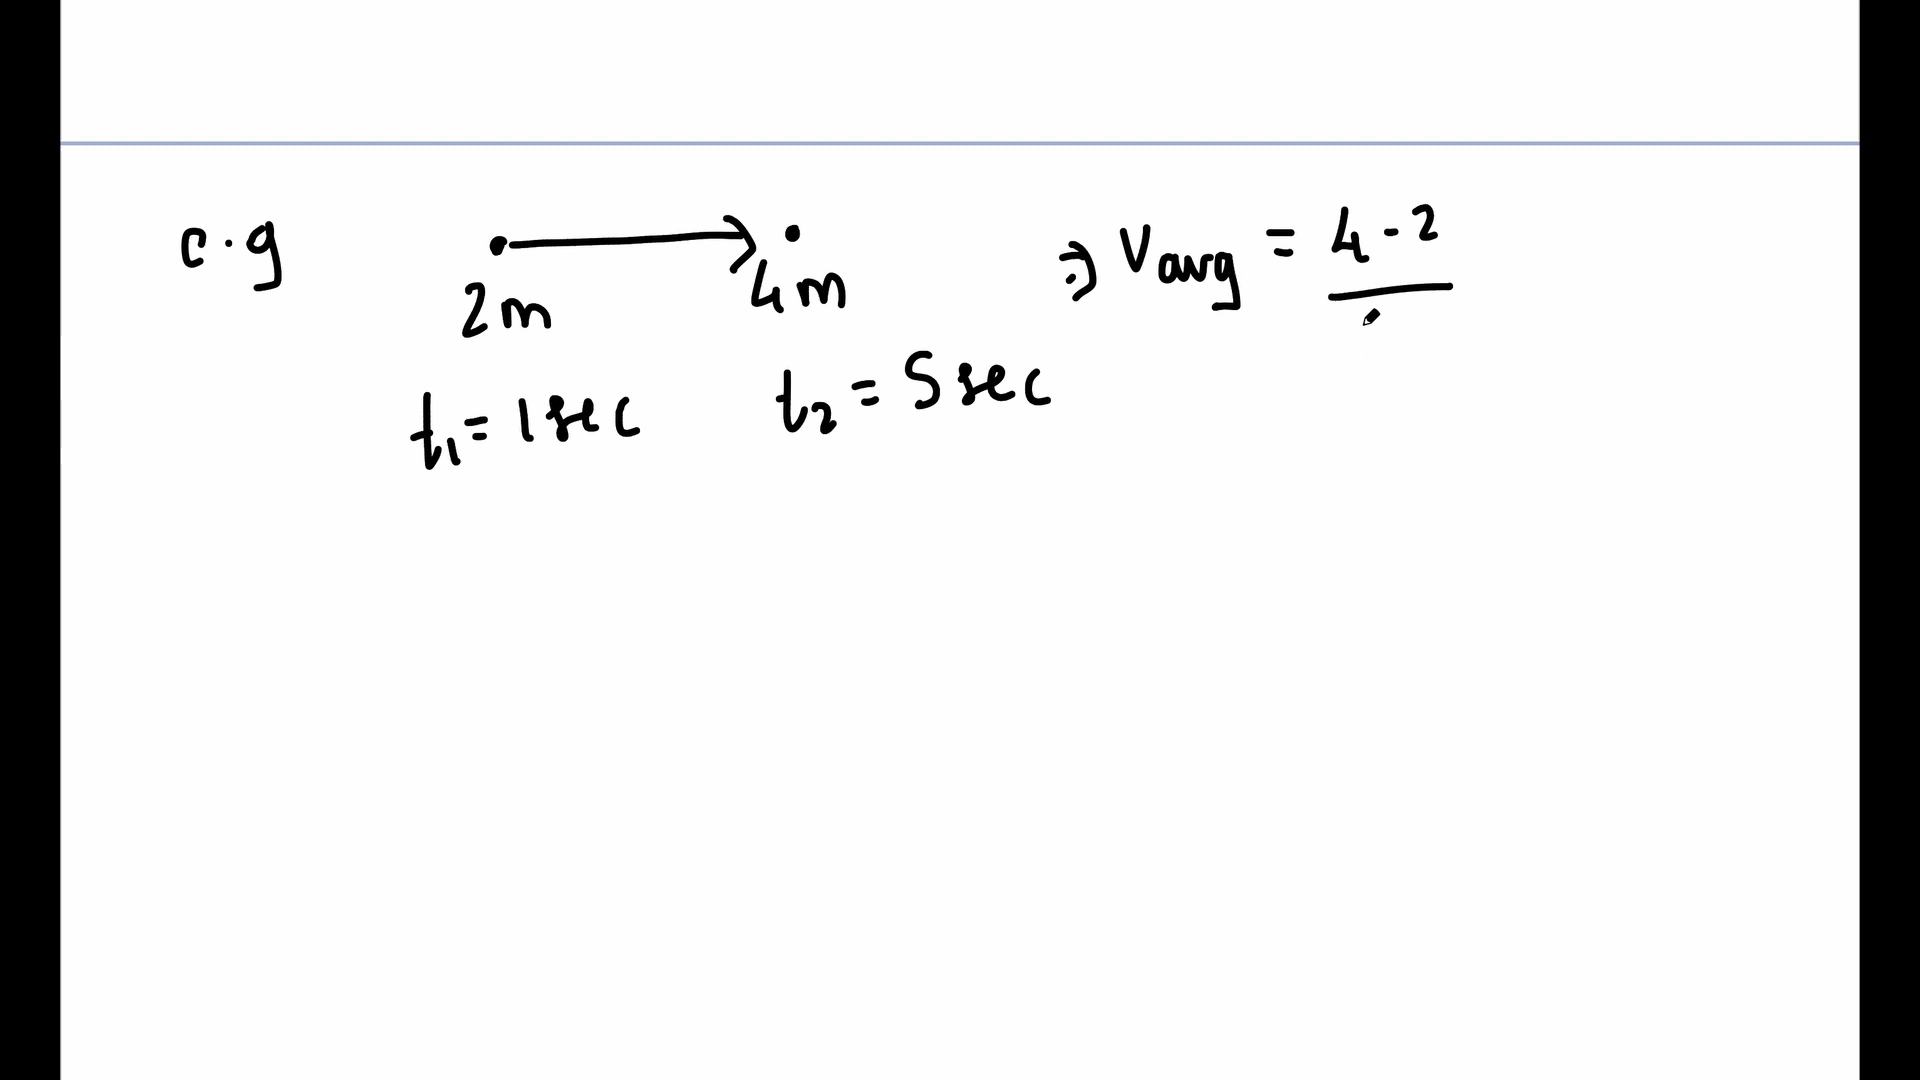 e.g 2m 4m ⇒ Vavg = 4-2
t₁ = 1 sec t₂ = 5 sec